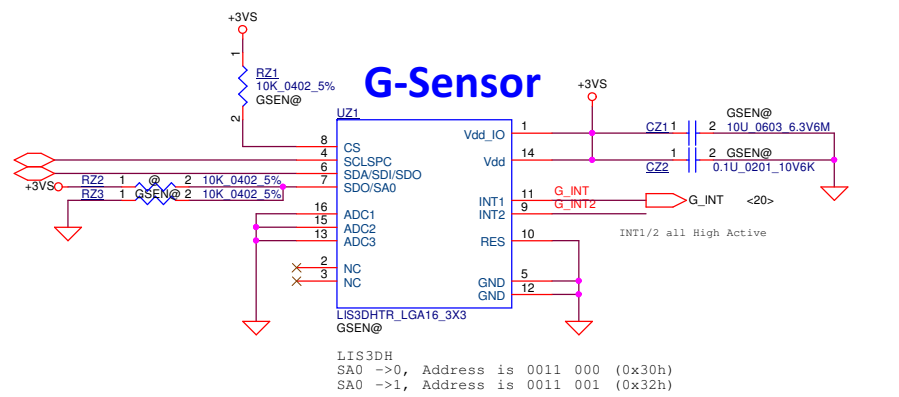 +3VS
1
RZ1
10K_0402_5%
GSEN@
2
G-Sensor
UZ1
+3VS
GSEN@
CZ1 1 2 10U_0603_6.3V6M
GSEN@
CZ2 1 2 0.1U_0201_10V6K
8 CS
4 SCLSPC
6 SDA/SDI/SDO
7 SDO/SA0
+3VS RZ2 1 @ 2 10K_0402_5%
RZ3 1 GSEN@ 2 10K_0402_5%
16 ADC1
15 ADC2
13 ADC3
2 NC
3 NC
Vdd_IO 1
Vdd 14
INT1 11 G_INT
INT2 9 G_INT2
G_INT <20>
INT1/2 all High Active
RES 10
GND 5
GND 12
LIS3DHTR_LGA16_3X3
GSEN@
LIS3DH
SA0 ->0, Address is 0011 000 (0x30h)
SA0 ->1, Address is 0011 001 (0x32h)